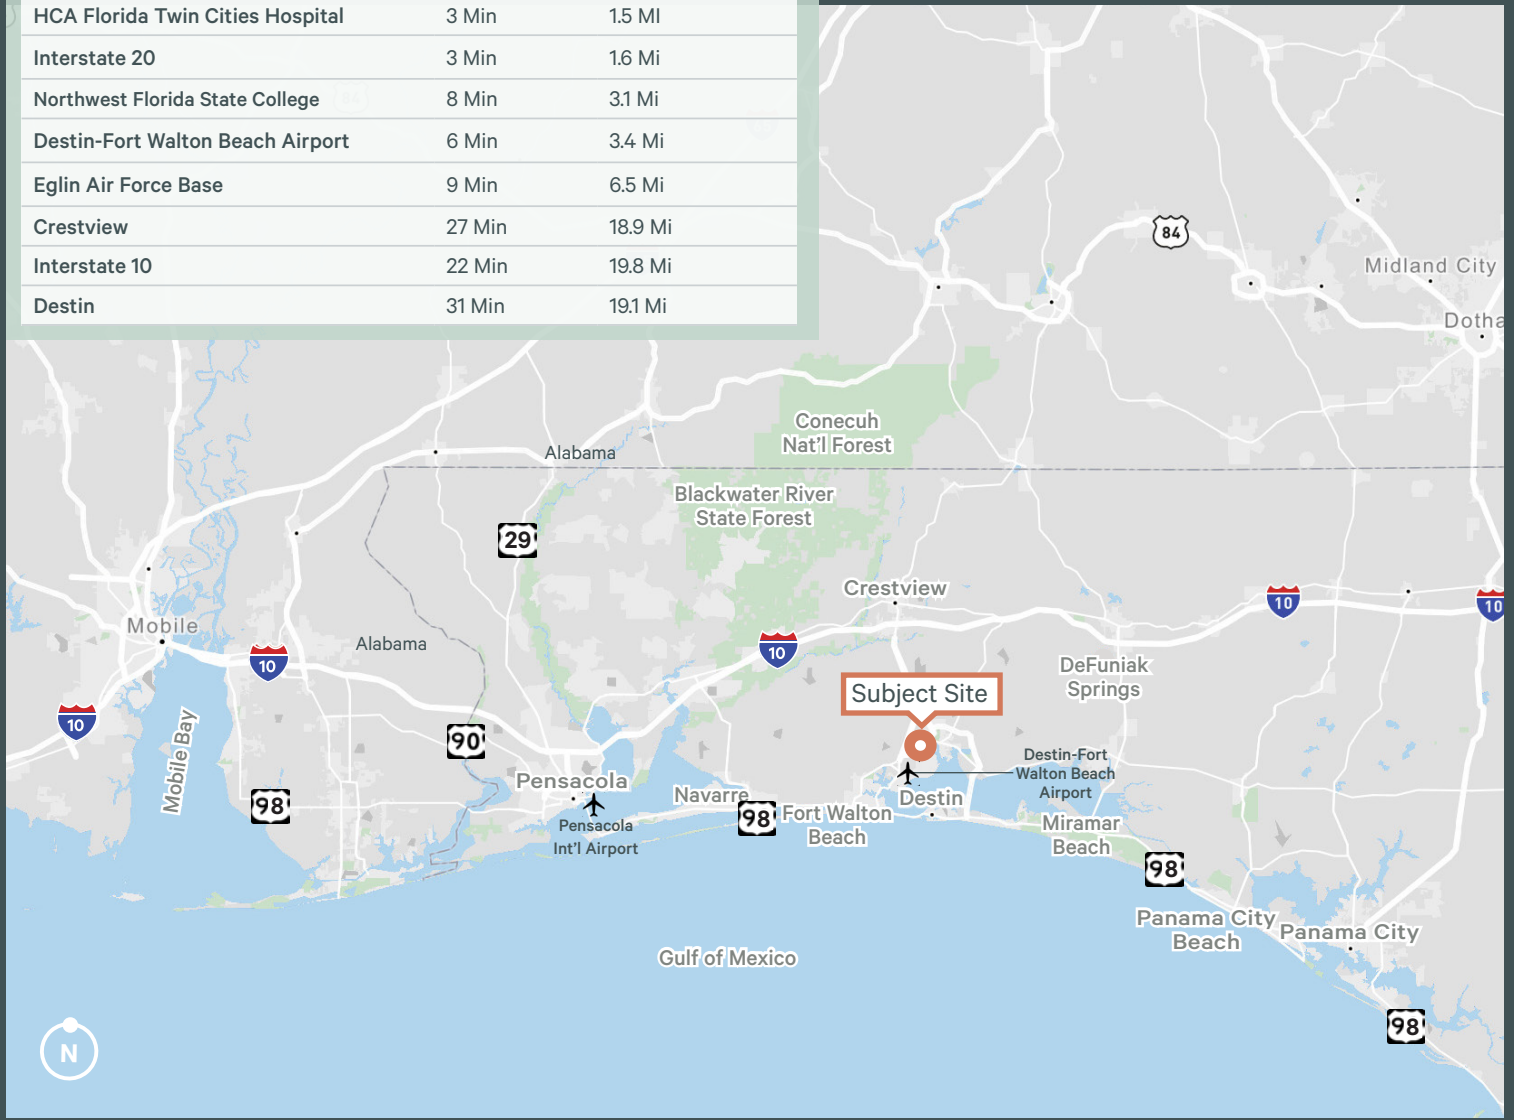 HCA Florida Twin Cities Hospital 3 Min 1.5 MI
Interstate 20 3 Min 1.6 Mi
Northwest Florida State College 8 Min 3.1 Mi
Destin-Fort Walton Beach Airport 6 Min 3.4 Mi
Eglin Air Force Base 9 Min 6.5 Mi
Crestview 27 Min 18.9 Mi
Interstate 10 22 Min 19.8 Mi
Destin 31 Min 19.1 Mi
84
Midland City
Dotha
Conecuh
Nat'l Forest
Alabama
Blackwater River
State Forest
29
Crestview
10
10
Mobile
Alabama
10
10
DeFuniak
Springs
Subject Site
10
Mobile Bay
90
Destin-Fort
Walton Beach
Airport
Pensacola
98
Navarre
98
Destin
Fort Walton
Beach
Pensacola
Int'l Airport
Miramar
Beach
98
Panama City
Beach
Panama City
Gulf of Mexico
98
N